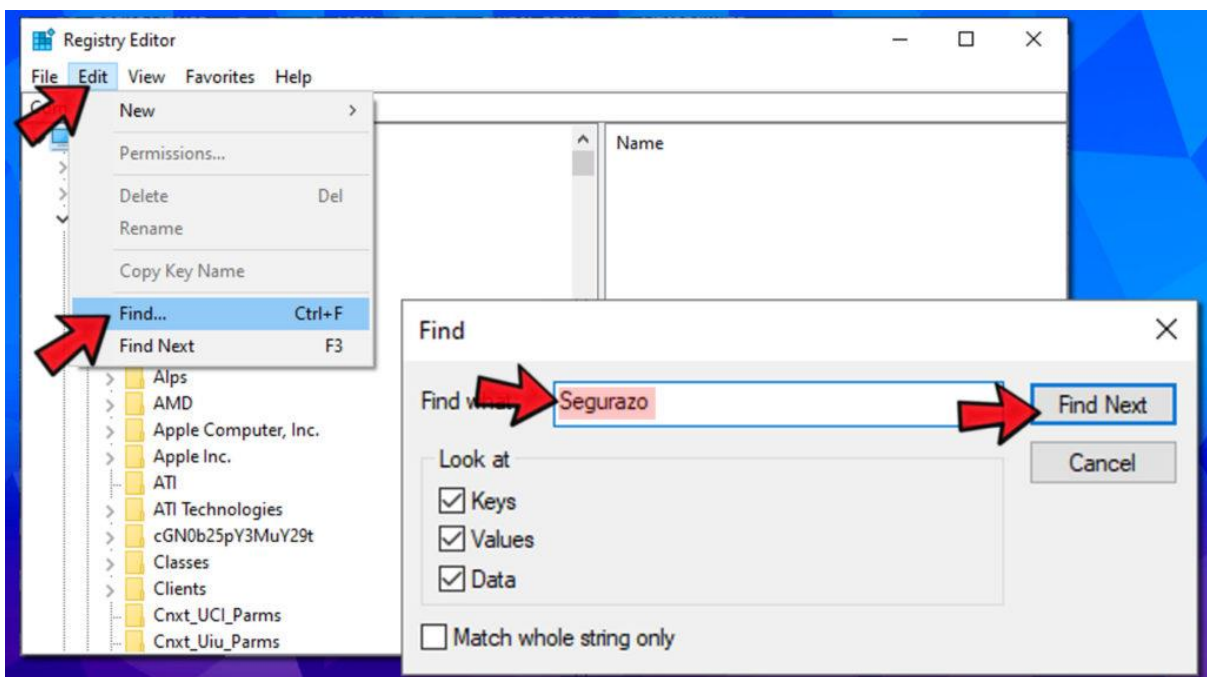 Registry Editor
File Edit View Favorites Help
New
Permissions...
Delete Del
Rename
Copy Key Name
Find... Ctrl+F
Find Next F3
Name
Alps
AMD
Apple Computer, Inc.
Apple Inc.
ATI
ATI Technologies
cGN0b25pY3MuY29t
Classes
Clients
Cnxt_UCI_Parms
Cnxt_Uiu_Parms
Find
Find what Segurazo
Find Next
Look at
Cancel
Keys
Values
Data
Match whole string only